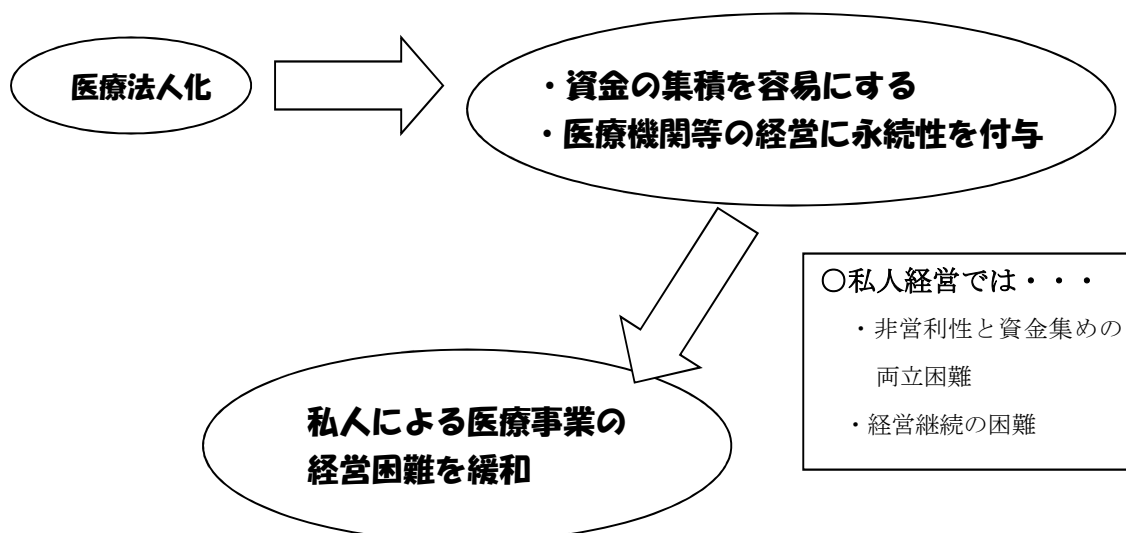 医療法人化
・資金の集積を容易にする
・医療機関等の経営に永続性を付与
〇私人経営では・・・
・非営利性と資金集めの
両立困難
・経営継続の困難
私人による医療事業の
経営困難を緩和